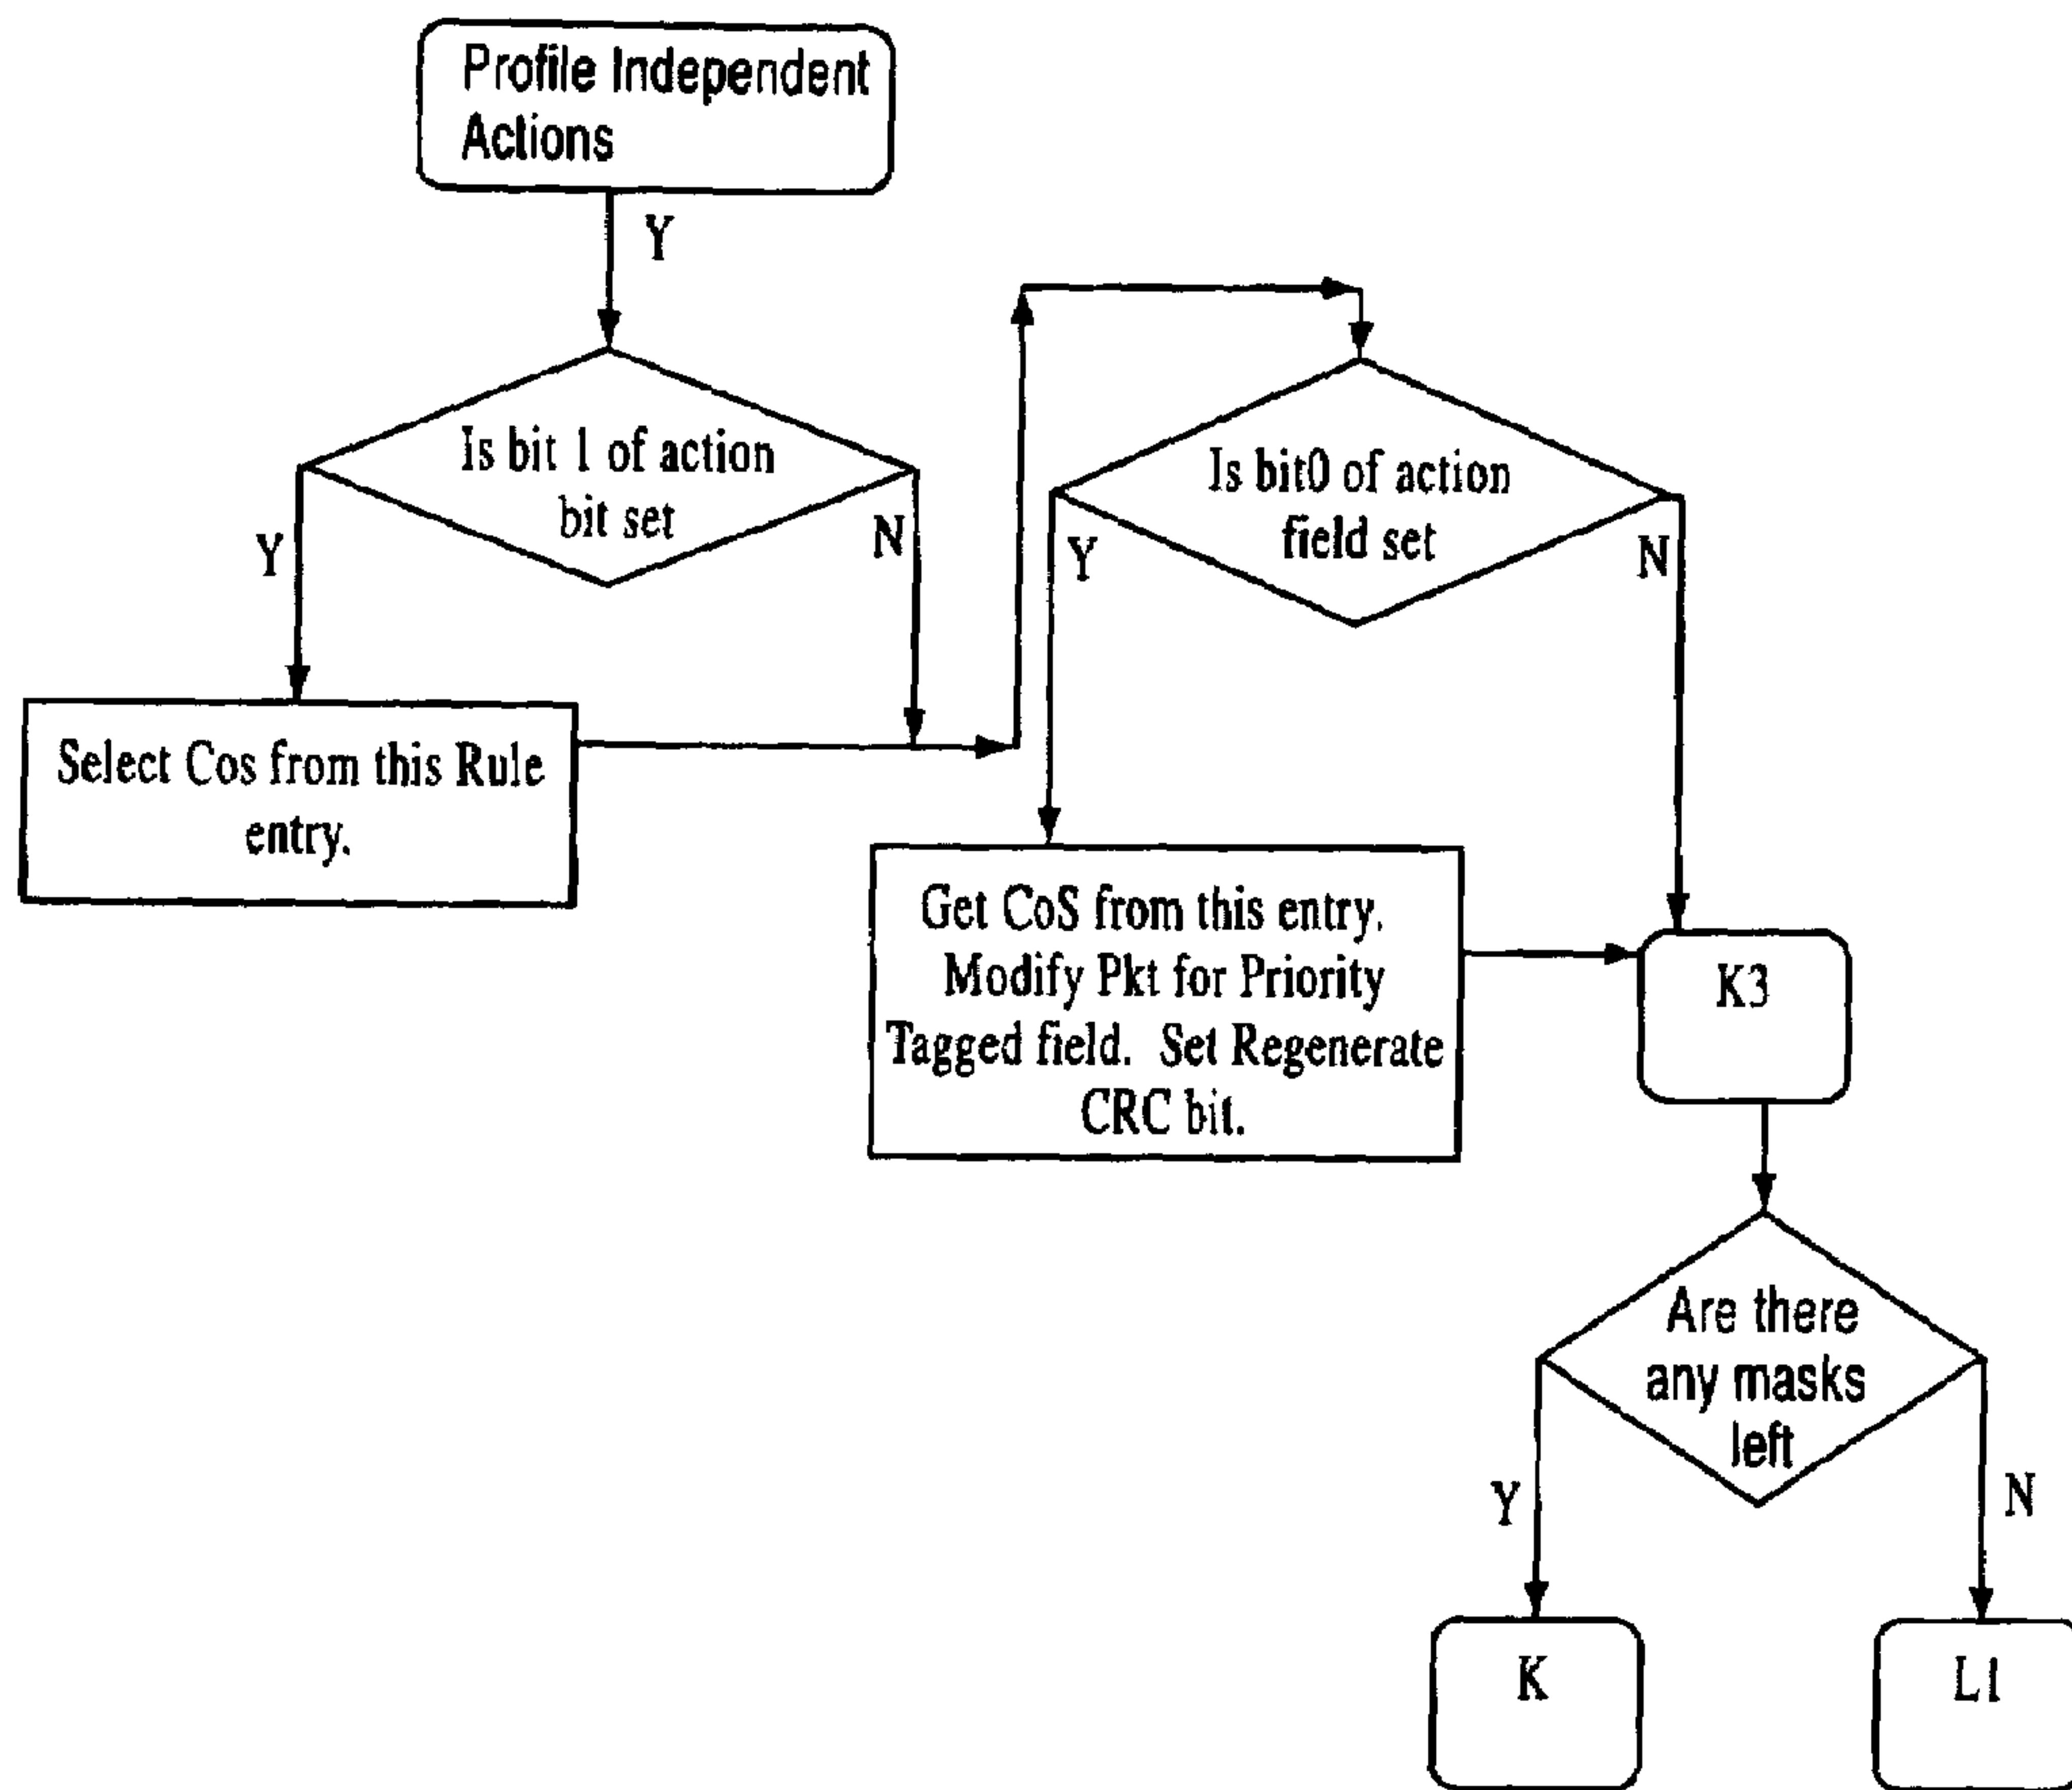 Profile Independent
Actions
Y
Is bit 1 of action
bit set
Y
N
Select Cos from this Rule
entry.
Is bit0 of action
field set
Y
N
Get CoS from this entry.
Modify Pkt for Priority
Tagged field. Set Regenerate
CRC bit.
K3
Are there
any masks
left
Y
N
K
L1